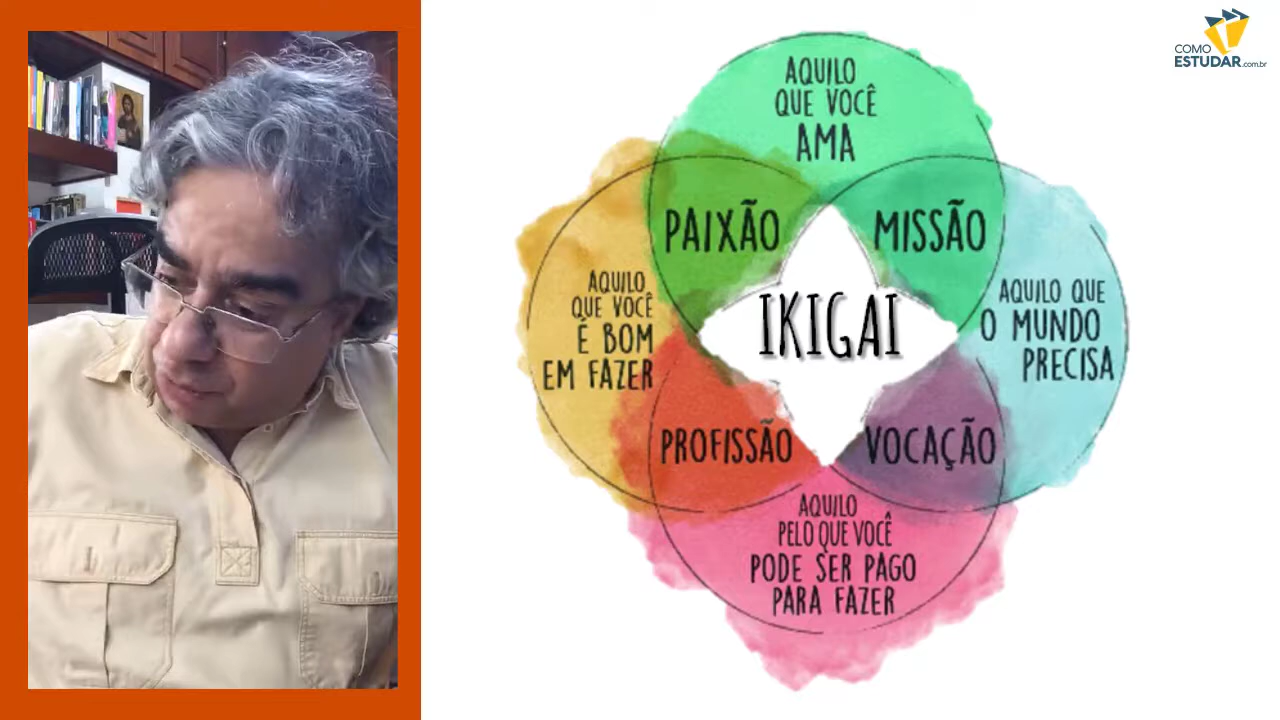 COMO
ESTUDAR.com.br
AQUILO
QUE VOCÊ
AMA
PAIXÃO
MISSÃO
AQUILO
QUE VOCÊ
É BOM
EM FAZER
IKIGAI
AQUILO QUE
O MUNDO
PRECISA
PROFISSÃO
VOCAÇÃO
AQUILO
PELO QUE VOCÊ
PODE SER PAGO
PARA FAZER